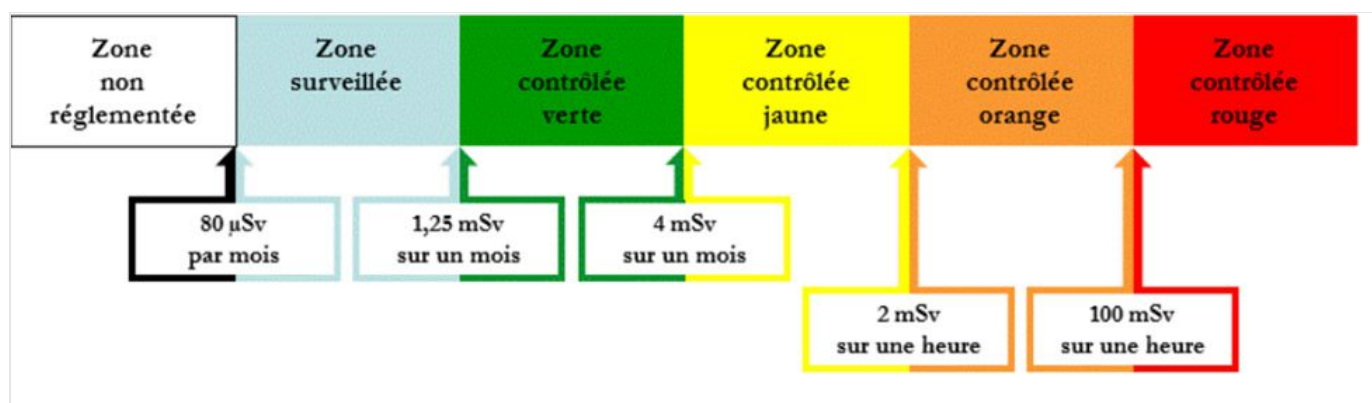 Zone
non
réglementée
Zone
surveillée
Zone
contrôlée
verte
Zone
contrôlée
jaune
Zone
contrôlée
orange
Zone
contrôlée
rouge
80 µSv
par mois
1,25 mSv
sur un mois
4 mSv
sur un mois
2 mSv
sur une heure
100 mSv
sur une heure